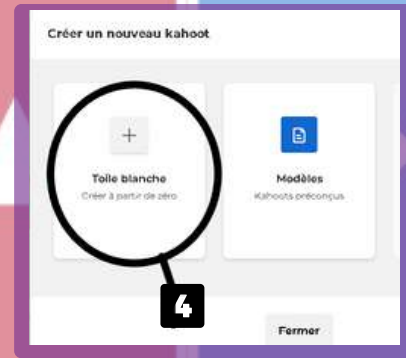 Créer un nouveau kahoot
Toile blanche
Créer à partir de zéro
Modèles
Kahoots préconçus
4
Fermer